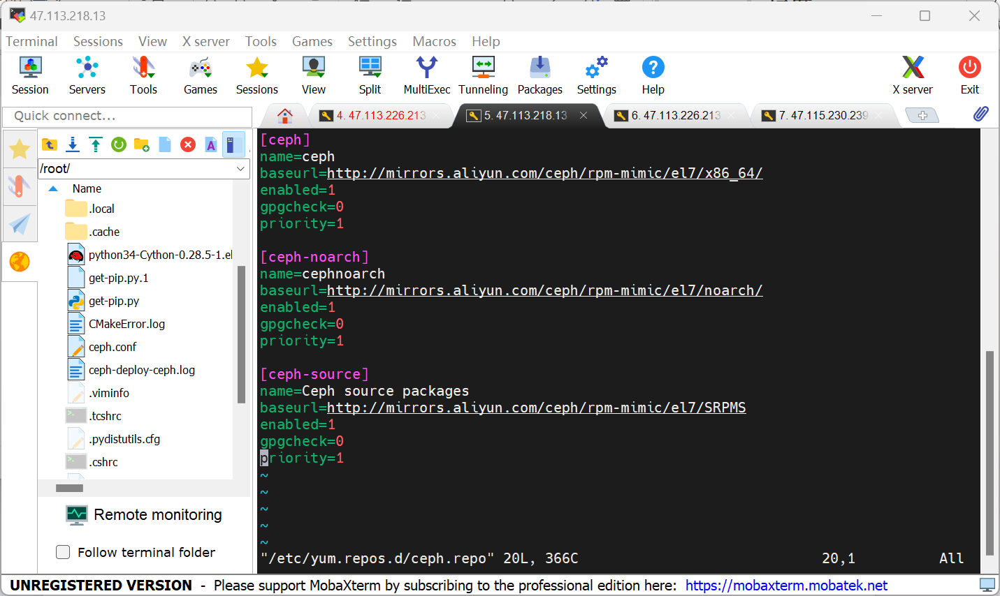 47.113.218.13
Terminal Sessions View X server Tools Games Settings Macros Help
Session Servers Tools Games Sessions View Split MultiExec Tunneling Packages Settings Help X server Exit
Quick connect...
4. 47.113.226.213
5. 47.113.218.13
6. 47.113.226.213
7. 47.115.230.239
/root/
Name
.local
.cache
python34-Cython-0.28.5-1.el
get-pip.py.1
get-pip.py
CMakeError.log
ceph.conf
ceph-deploy-ceph.log
.viminfo
.tcshrc
.pydistutils.cfg
.cshrc
Remote monitoring
Follow terminal folder
[ceph]
name=ceph
baseurl=http://mirrors.aliyun.com/ceph/rpm-mimic/el7/x86_64/
enabled=1
gpgcheck=0
priority=1
[ceph-noarch]
name=cephnoarch
baseurl=http://mirrors.aliyun.com/ceph/rpm-mimic/el7/noarch/
enabled=1
gpgcheck=0
priority=1
[ceph-source]
name=Ceph source packages
baseurl=http://mirrors.aliyun.com/ceph/rpm-mimic/el7/SRPMS
enabled=1
gpgcheck=0
priority=1
~
~
~
~
~
"/etc/yum.repos.d/ceph.repo" 20L, 366C 20,1 All
UNREGISTERED VERSION - Please support MobaXterm by subscribing to the professional edition here: https://mobaxterm.mobatek.net